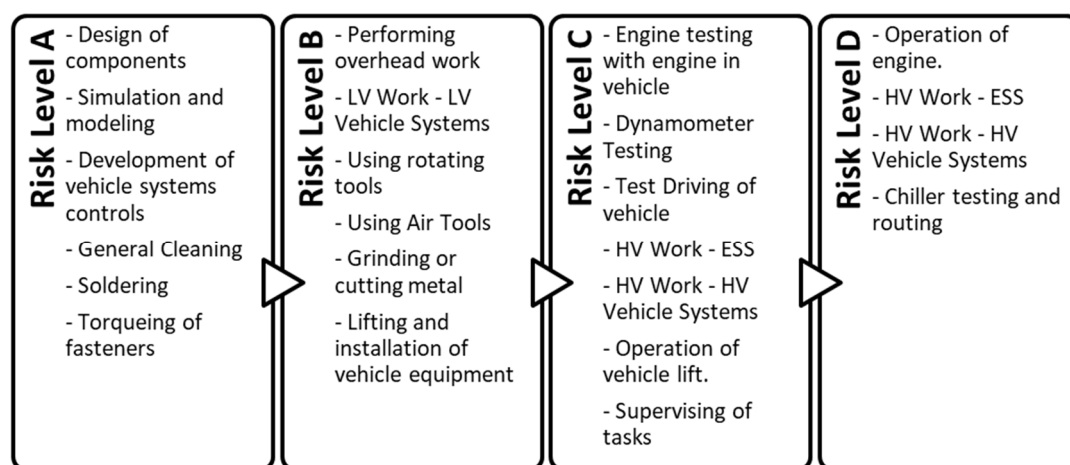 Risk Level A
- Design of
components
- Simulation and
modeling
- Development of
vehicle systems
controls
- General Cleaning
- Soldering
- Torqueing of
fasteners
Risk Level B
- Performing
overhead work
- LV Work - LV
Vehicle Systems
- Using rotating
tools
- Using Air Tools
- Grinding or
cutting metal
- Lifting and
installation of
vehicle equipment
Risk Level C
- Engine testing
with engine in
vehicle
- Dynamometer
Testing
- Test Driving of
vehicle
- HV Work - ESS
- HV Work - HV
Vehicle Systems
- Operation of
vehicle lift.
- Supervising of
tasks
Risk Level D
- Operation of
engine.
- HV Work - ESS
- HV Work - HV
Vehicle Systems
- Chiller testing and
routing